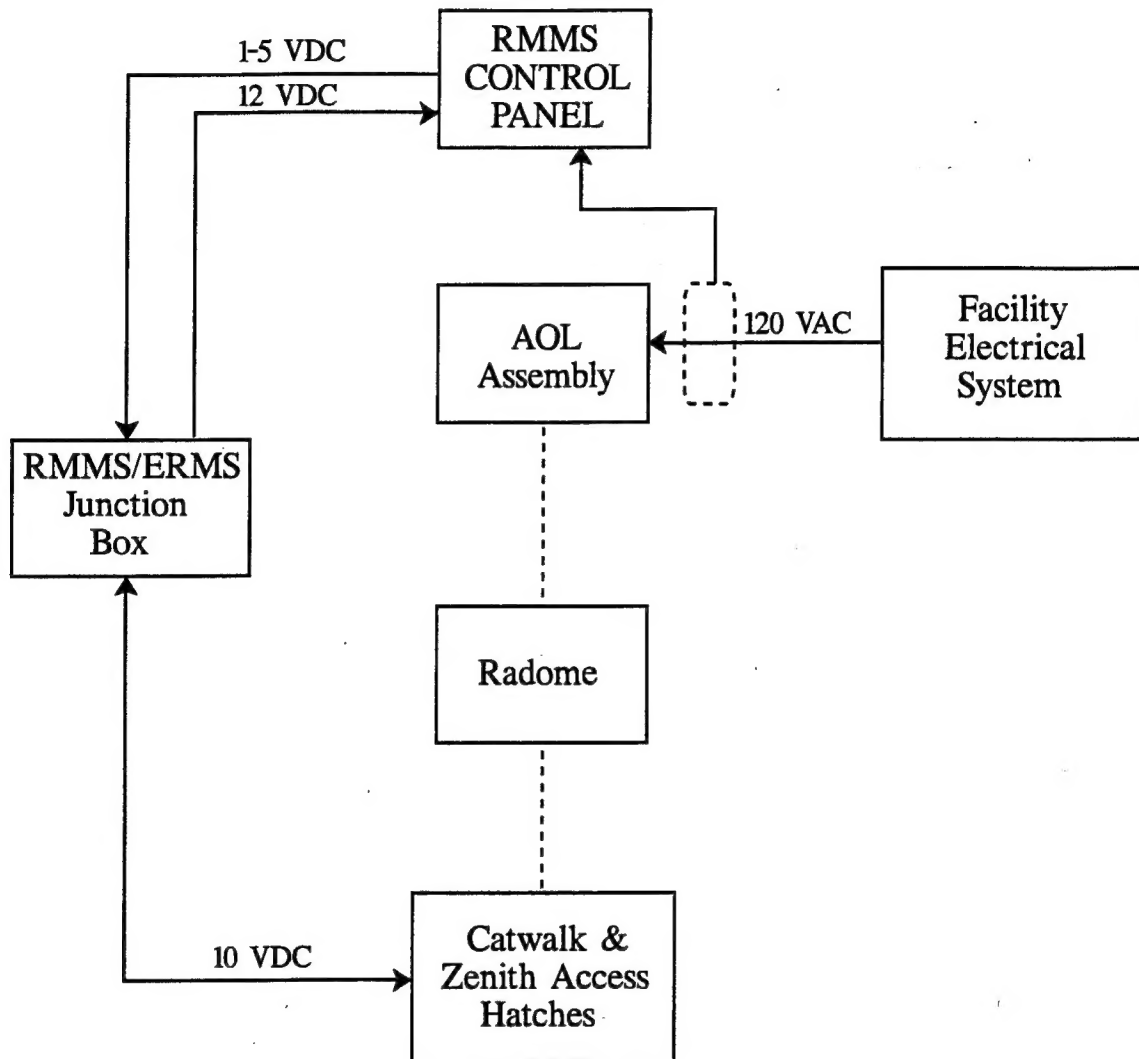 1-5 VDC
12 VDC
RMMS
CONTROL
PANEL
AOL
Assembly
120 VAC
Facility
Electrical
System
RMMS/ERMS
Junction
Box
Radome
10 VDC
Catwalk &
Zenith Access
Hatches